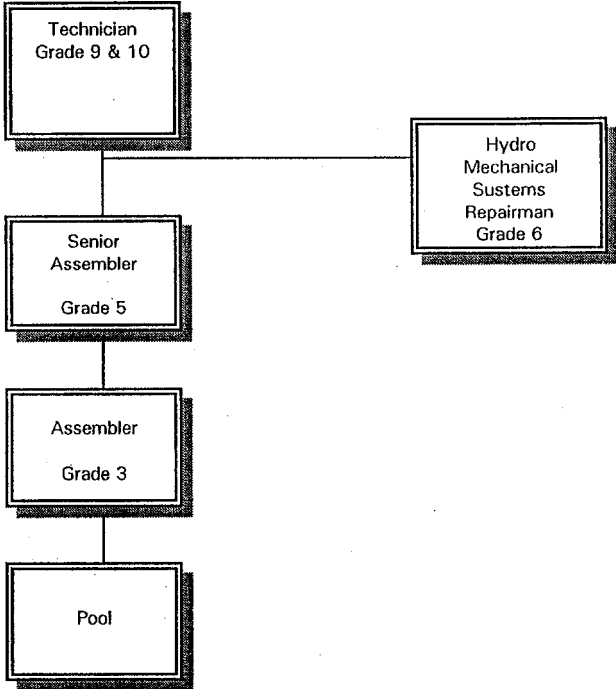 Technician
Grade 9 & 10
Hydro
Mechanical
Sustems
Repairman
Grade 6
Senior
Assembler
Grade 5
Assembler
Grade 3
Pool